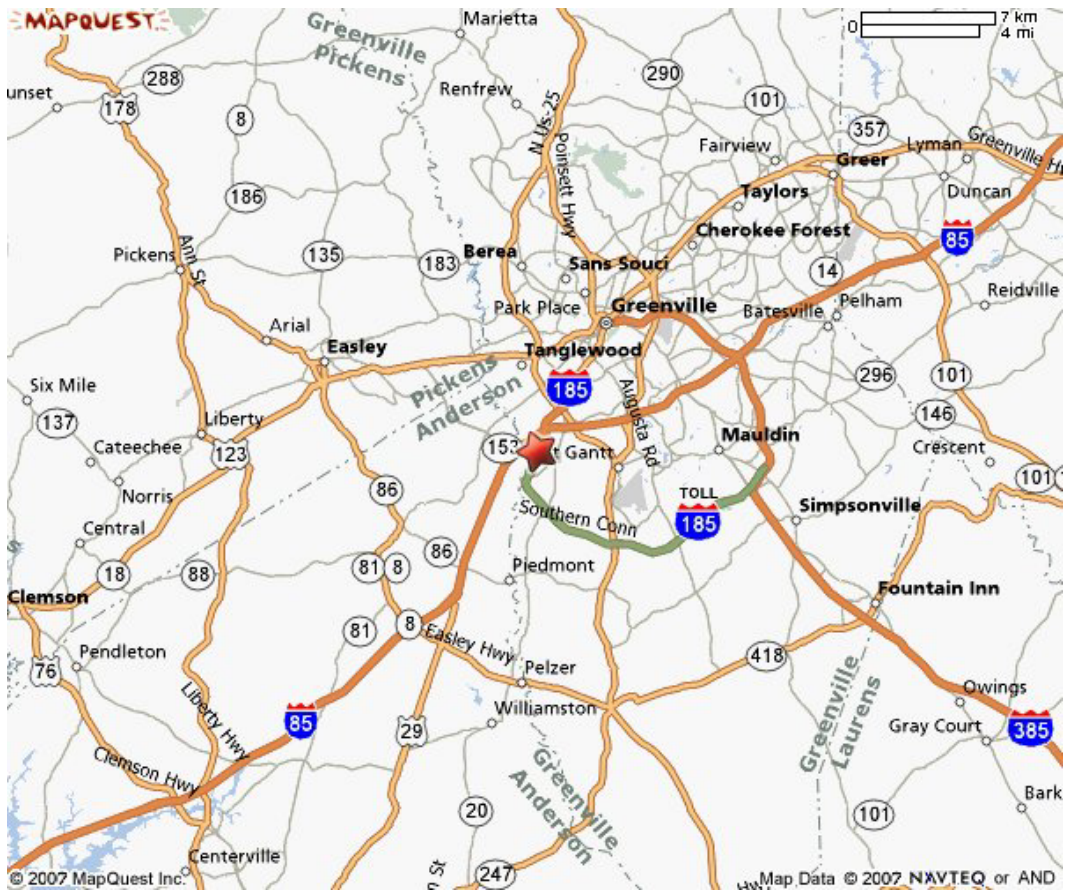 MAPQUEST
0
7 km
4 mi
Marietta
Greenville
Pickens
288
290
Renfrew
101
unset
178
8
N Us-25
357
Lyman
Greenville
Fairview
Greer
Poinsett Hwy
186
Taylors
Duncan
Ann St
135
Cherokee Forest
85
Pickens
183
Berea
Sans Souci
14
Park Place
Greenville
Batesville
Pelham
Reidville
Arial
Easley
Tanglewood
Pickens
Anderson
185
Augusta Rd
296
101
Six Mile
137
Liberty
146
Cateechee
123
153
t Gantt
Mauldin
Crescent
Norris
86
101
1
TOLL
Southern Conn
185
Simpsonville
Central
86
18
88
81
8
Piedmont
Clemson
Fountain Inn
81
8
Easley Hwy
Pendleton
418
76
Pelzer
Liberty Hwy
85
Williamston
Greenville
Laurens
Owings
29
Gray Court
385
Clemson Hwy
Greenville
Anderson
20
Bark
101
Centerville
n St
247
Hw
© 2007 MapQuest Inc.
Map Data © 2007 NAVTEQ or AND